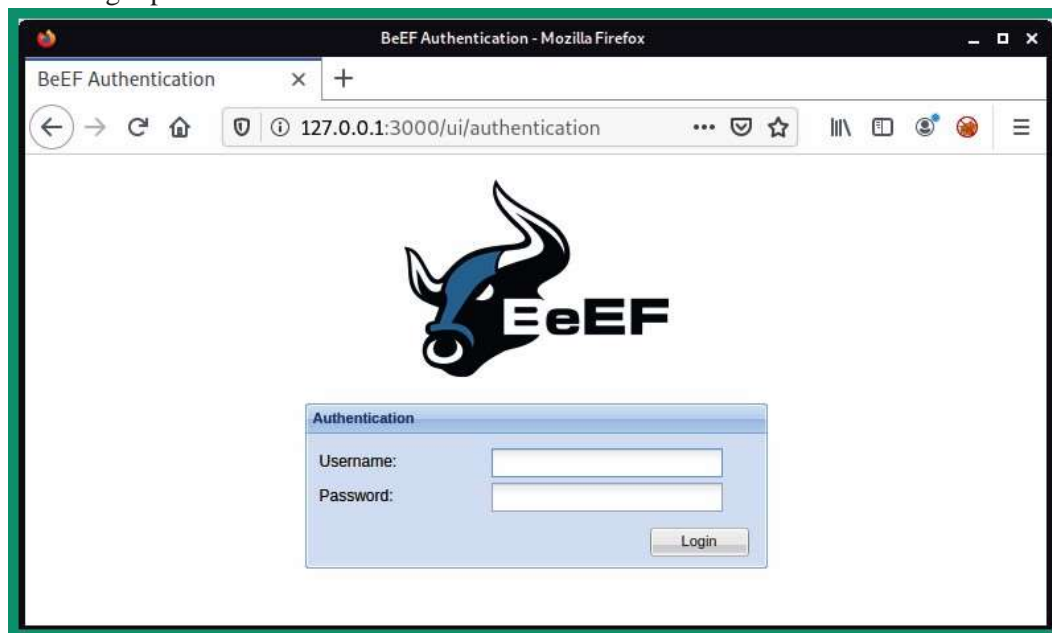 BeEF Authentication - Mozilla Firefox
BeEF Authentication
127.0.0.1:3000/ui/authentication
BeEF
Authentication
Username:
Password:
Login